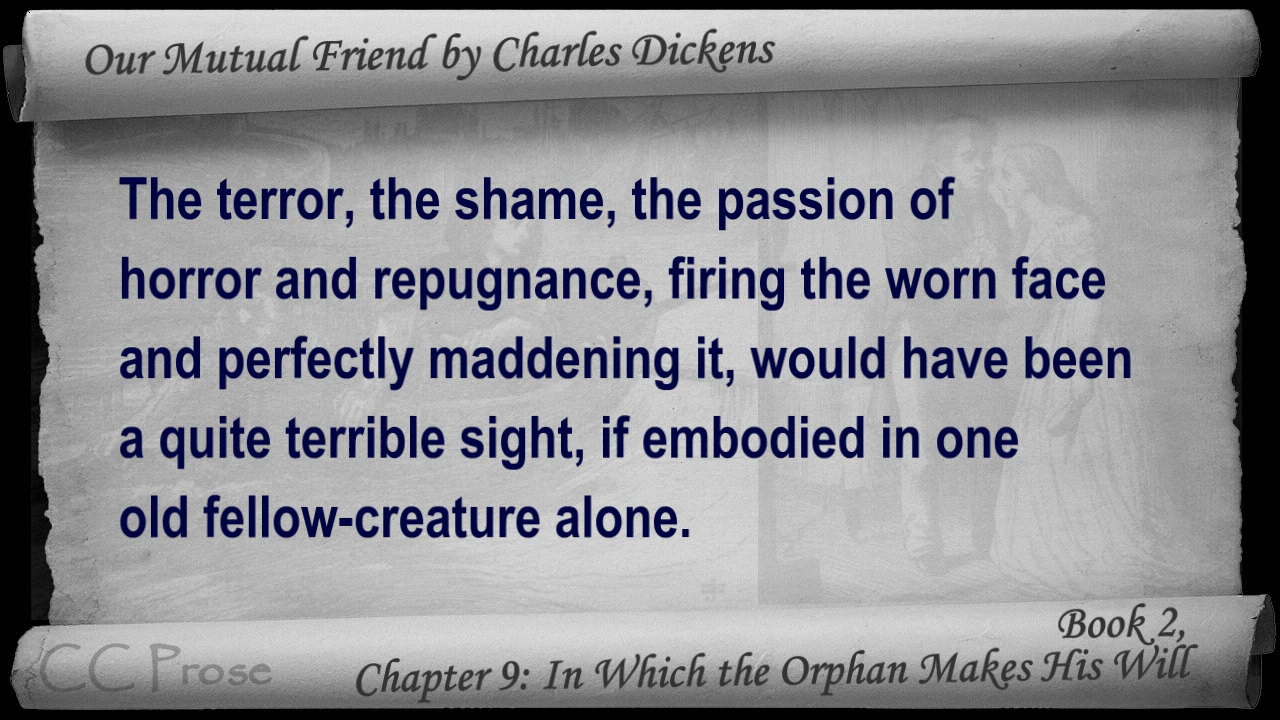 Our Mutual Friend by Charles Dickens
The terror, the shame, the passion of
horror and repugnance, firing the worn face
and perfectly maddening it, would have been
a quite terrible sight, if embodied in one
old fellow-creature alone.
Book 2,
Chapter 9: In Which the Orphan Makes His Will
CC Prose